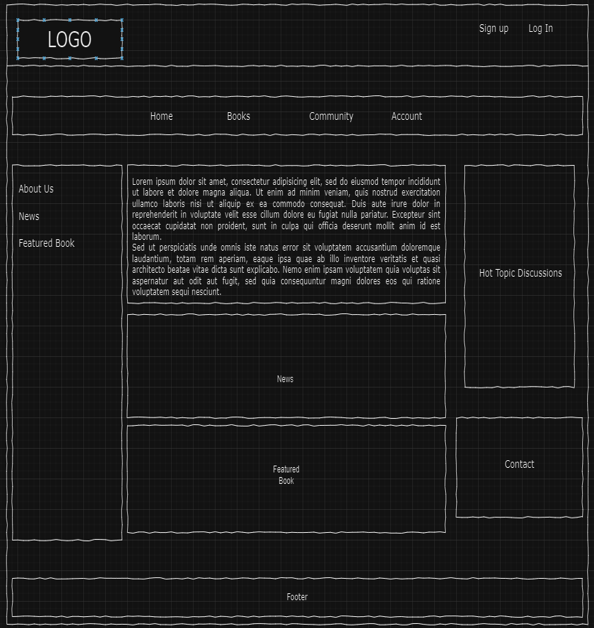 LOGO
Sign up Log In
Home Books Community Account
About Us
News
Featured Book
Lorem ipsum dolor sit amet, consectetur adipisicing elit, sed do eiusmod tempor incididunt
ut labore et dolore magna aliqua. Ut enim ad minim veniam, quis nostrud exercitation
ullamco laboris nisi ut aliquip ex ea commodo consequat. Duis aute irure dolor in
reprehenderit in voluptate velit esse cillum dolore eu fugiat nulla pariatur. Excepteur sint
occaecat cupidatat non proident, sunt in culpa qui officia deserunt mollit anim id est
laborum.
Sed ut perspiciatis unde omnis iste natus error sit voluptatem accusantium doloremque
laudantium, totam rem aperiam, eaque ipsa quae ab illo inventore veritatis et quasi
architecto beatae vitae dicta sunt explicabo. Nemo enim ipsam voluptatem quia voluptas sit
aspernatur aut odit aut fugit, sed quia consequuntur magni dolores eos qui ratione
voluptatem sequi nesciunt.
Hot Topic Discussions
News
Featured
Book
Contact
Footer